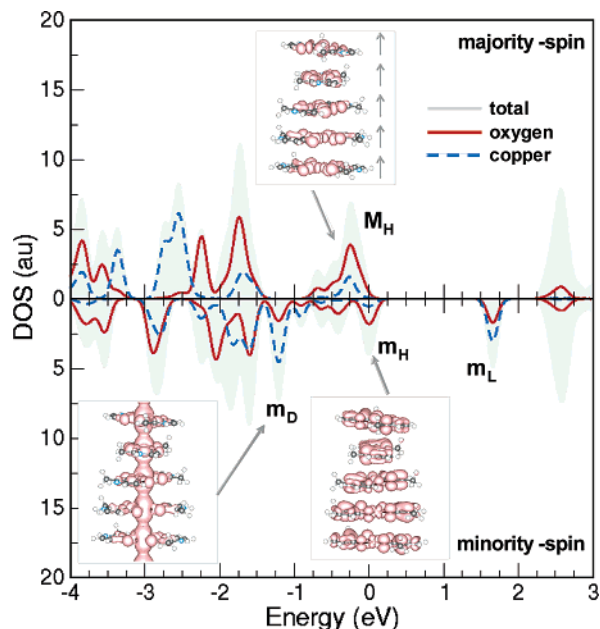 20
majority -spin
15
total
oxygen
copper
10
DOS (au)
5
M_H
0
m_H
m_L
5
m_D
10
15
minority -spin
20
-4 -3 -2 -1 0 1 2 3
Energy (eV)